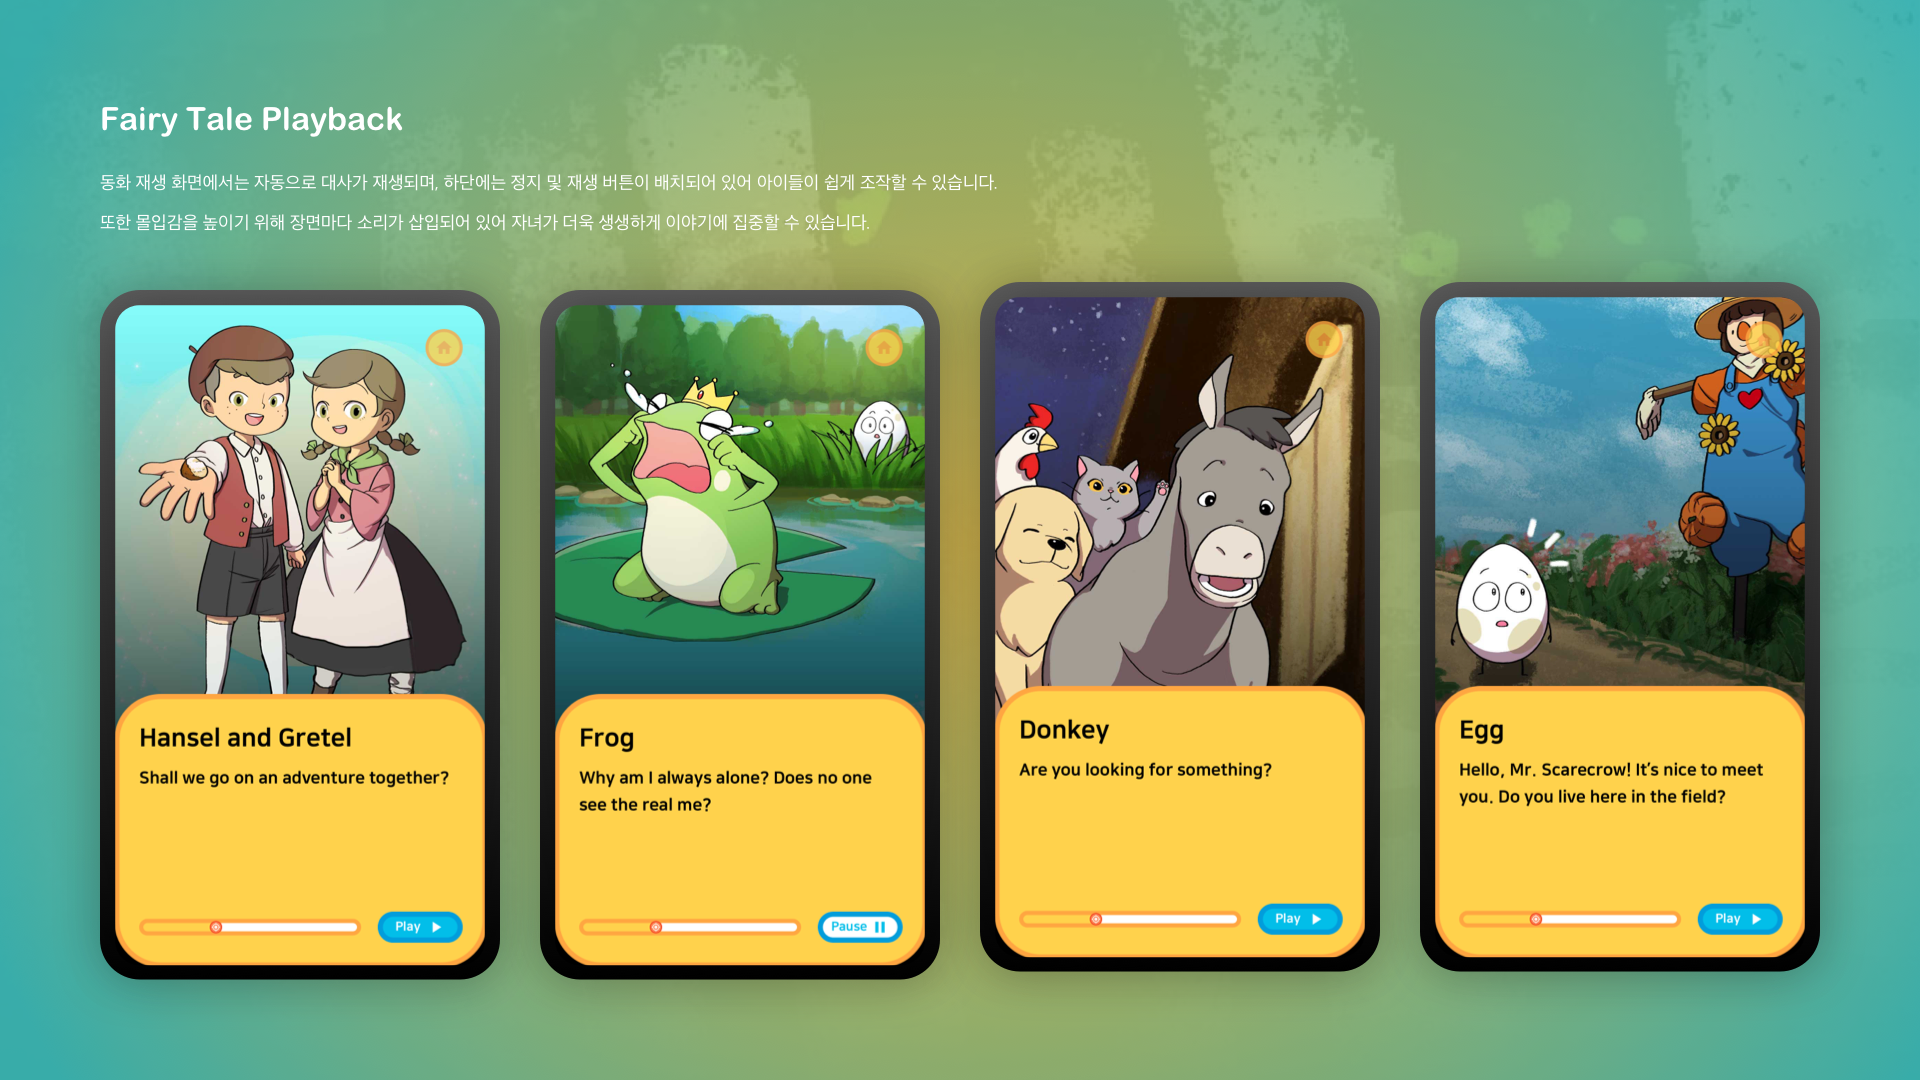 Fairy Tale Playback
동화 재생 화면에서는 자동으로 대사가 재생되며, 하단에는 정지 및 재생 버튼이 배치되어 있어 아이들이 쉽게 조작할 수 있습니다.
또한 몰입감을 높이기 위해 장면마다 소리가 삽입되어 있어 자녀가 더욱 생생하게 이야기에 집중할 수 있습니다.
Hansel and Gretel
Shall we go on an adventure together?
Play
Frog
Why am I always alone? Does no one
see the real me?
Pause
Donkey
Are you looking for something?
Play
Egg
Hello, Mr. Scarecrow! It's nice to meet
you. Do you live here in the field?
Play